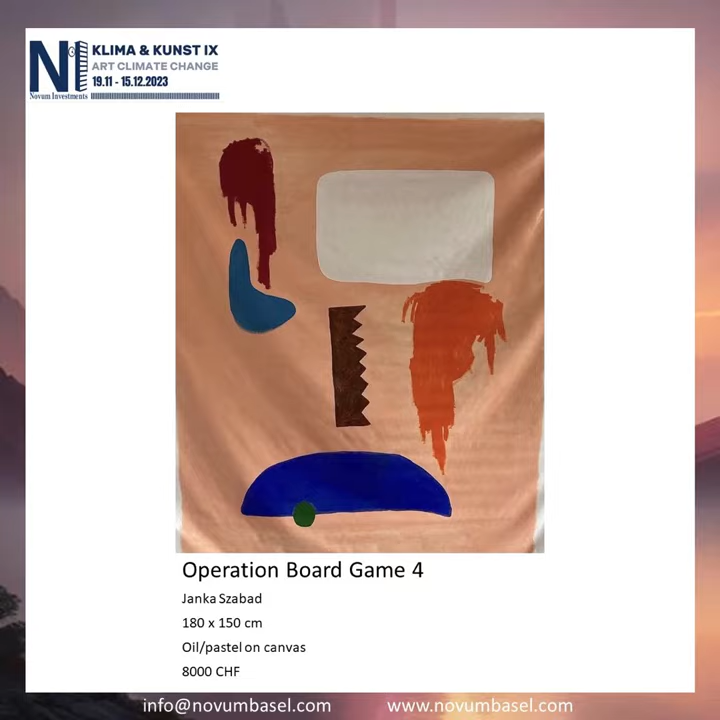 NI KLIMA & KUNST IX
ART CLIMATE CHANGE
19.11 - 15.12.2023
Novum Investments
Operation Board Game 4
Janka Szabad
180 x 150 cm
Oil/pastel on canvas
8000 CHF
info@novumbasel.com www.novumbasel.com